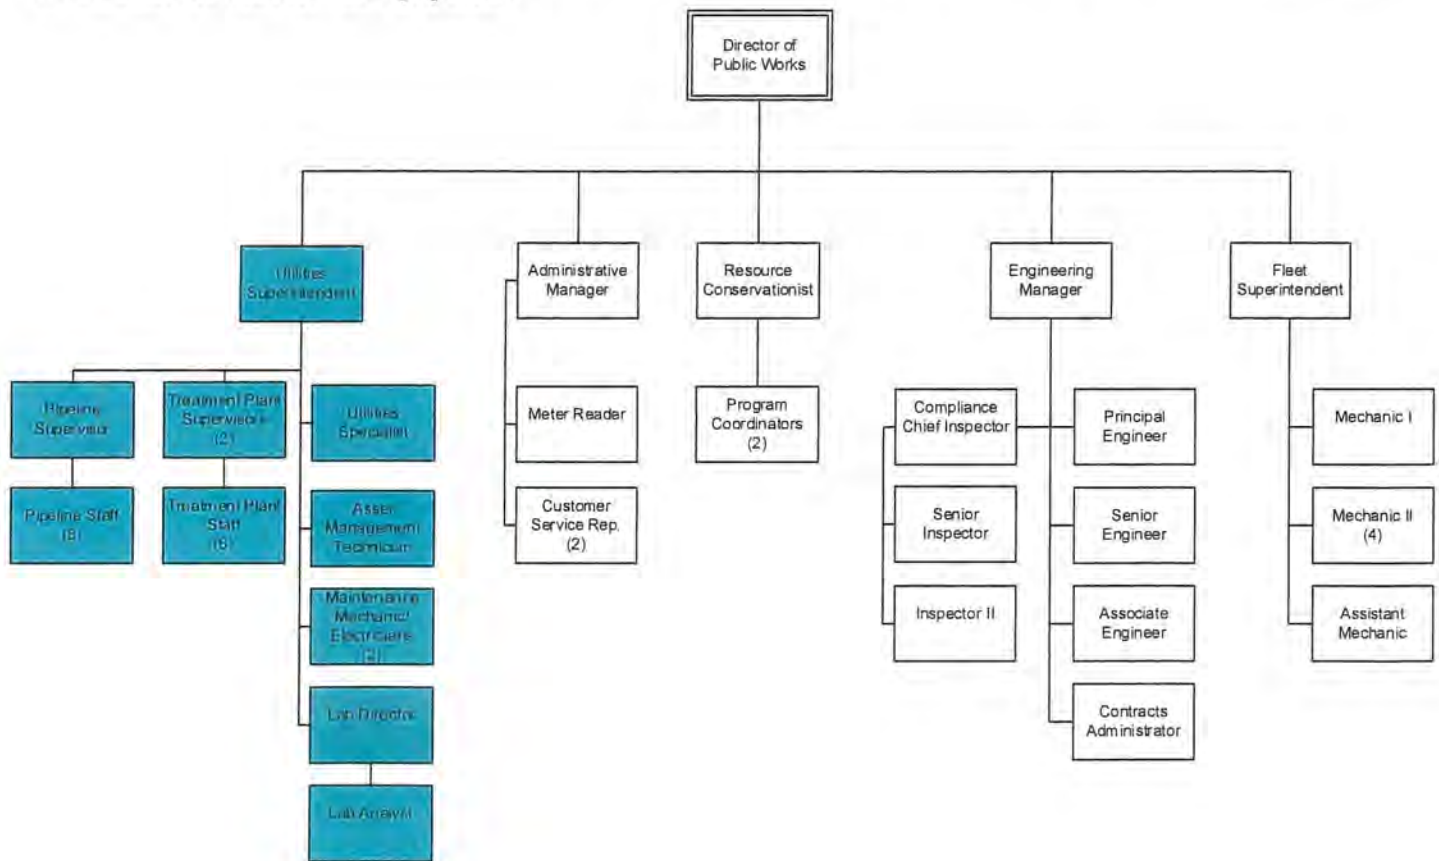 Director of
Public Works
Utilities
Superintendent
Administrative
Manager
Resource
Conservationist
Engineering
Manager
Fleet
Superintendent
Pipeline
Supervisor
Treatment Plant
Supervisors
(2)
Utilities
Specialist
Meter Reader
Program
Coordinators
(2)
Compliance
Chief Inspector
Principal
Engineer
Mechanic I
Pipeline Staff
Treatment Plant
Staff
Asset
Management
Technician
Customer
Service Rep.
(2)
Senior
Inspector
Senior
Engineer
Mechanic II
(4)
Maintenance
Mechanic/
Electricians
(2)
Inspector II
Associate
Engineer
Assistant
Mechanic
Lab Director
Contracts
Administrator
Lab Analyst